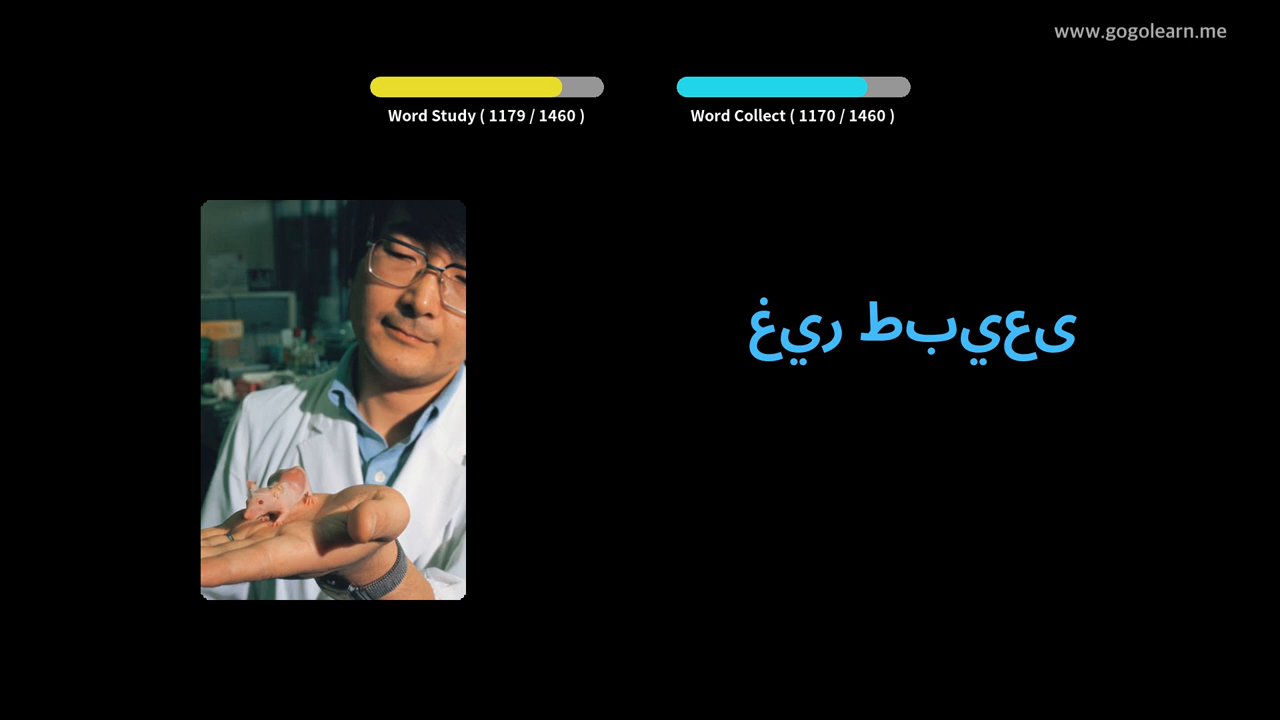 www.gogolearn.me
Word Study ( 1179 / 1460 ) Word Collect ( 1170 / 1460 )
غير طبيعى